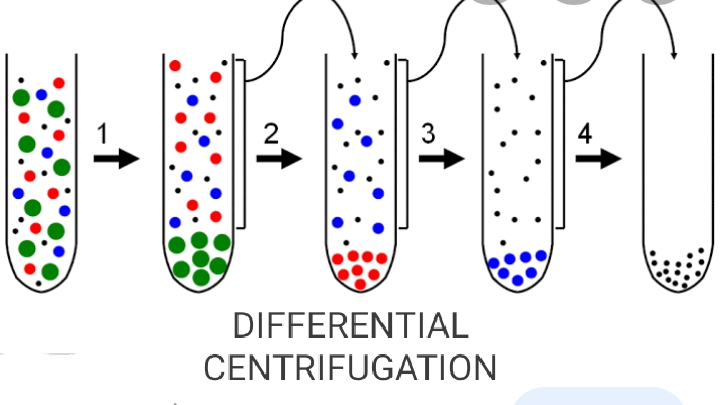 1 2 3 4
DIFFERENTIAL
CENTRIFUGATION